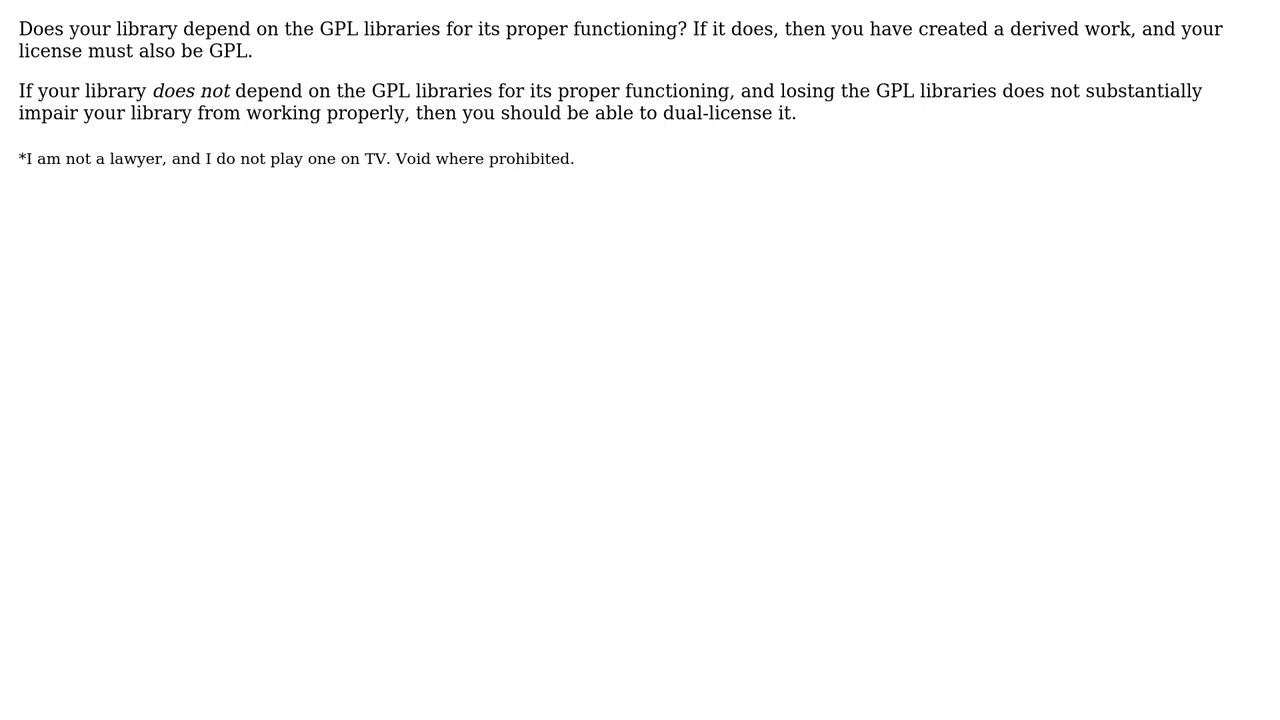 Does your library depend on the GPL libraries for its proper functioning? If it does, then you have created a derived work, and your
license must also be GPL.
If your library does not depend on the GPL libraries for its proper functioning, and losing the GPL libraries does not substantially
impair your library from working properly, then you should be able to dual-license it.
*I am not a lawyer, and I do not play one on TV. Void where prohibited.